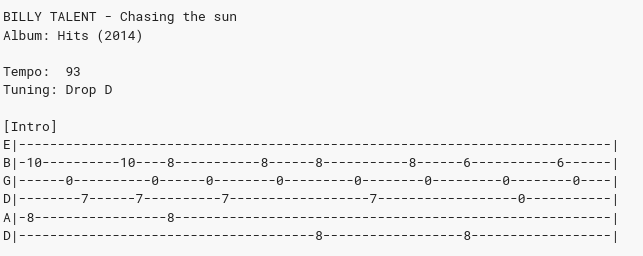 BILLY TALENT - Chasing the sun
Album: Hits (2014)
Tempo:  93
Tuning: Drop D
[Intro]
E|----------------------------------------------------------------------------|
B|-10----------10----8-----------8------8-----------8------6-----------6------|
G|------0----------0------0--------0---------0--------0---------0--------0----|
D|--------7------7----------7------------------7------------------0-----------|
A|-8-----------------8--------------------------------------------------------|
D|--------------------------------------8------------------8------------------|